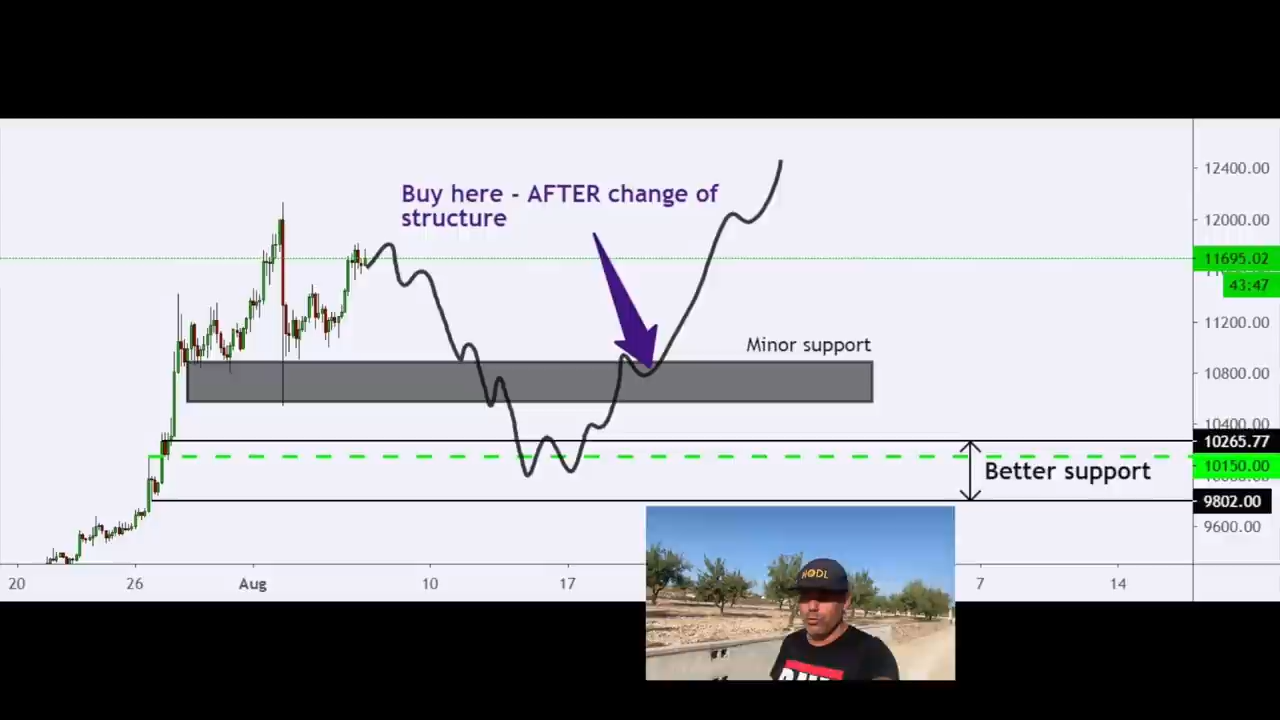 Buy here - AFTER change of
structure
12400.00
12000.00
11695.02
43:47
11200.00
Minor support
10800.00
10400.00
10265.77
10150.00
Better support
9802.00
9600.00
20
26
Aug
10
17
7
14
HODL